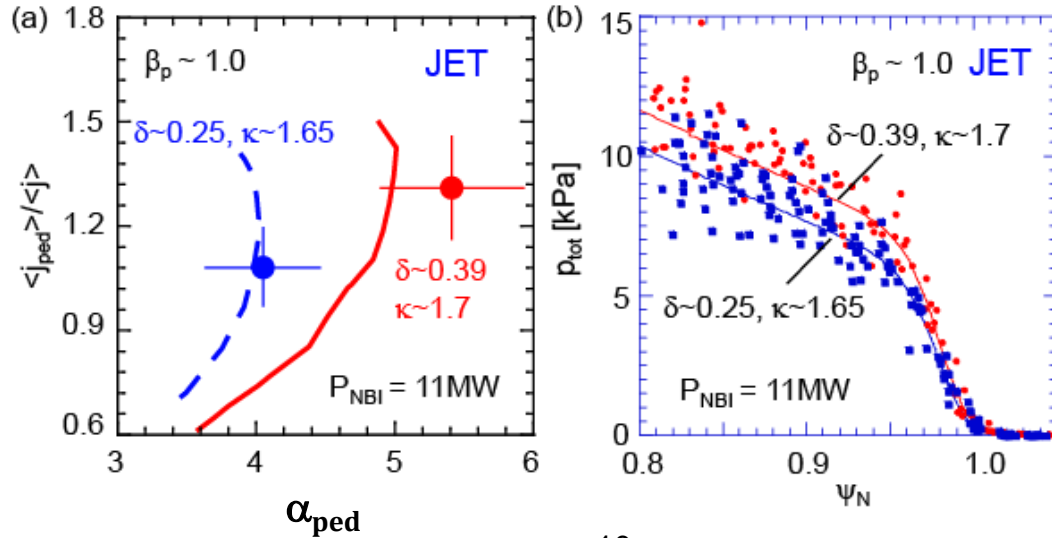 (a)
1.8
1.5
1.2
0.9
0.6
<j_ped>/<j>
β_p ~ 1.0
JET
δ~0.25, κ~1.65
δ~0.39
κ~1.7
P_NBI = 11MW
3 4 5 6
α_ped
(b)
15
10
5
0
p_tot [kPa]
β_p ~ 1.0 JET
δ~0.39, κ~1.7
δ~0.25, κ~1.65
P_NBI = 11MW
0.8 0.9 1.0
ψ_N